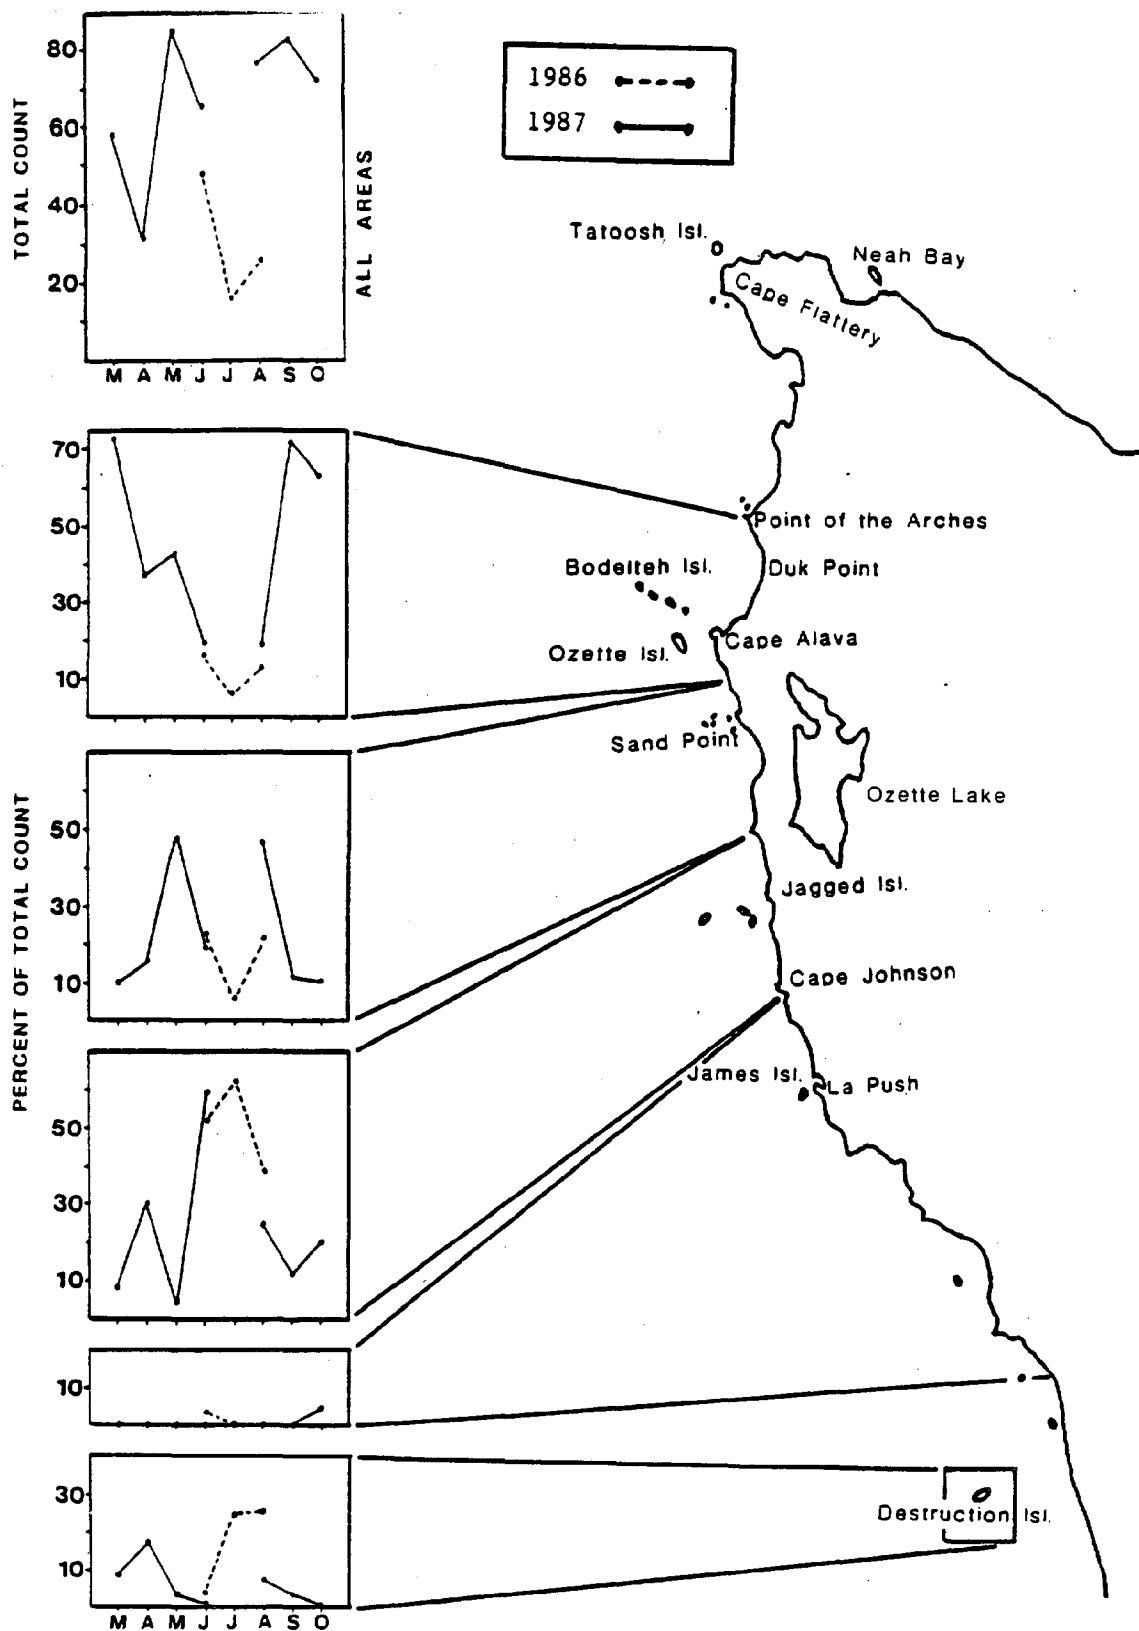 80
60
40
20
TOTAL COUNT
M A M J J A S O
ALL AREAS
1986
1987
Tatoosh Isl.
Neah Bay
Cape Flattery
70
50
30
10
Point of the Arches
Bodelteh Isl.
Duk Point
Cape Alava
Ozette Isl.
Sand Point
Ozette Lake
PERCENT OF TOTAL COUNT
50
30
10
Jagged Isl.
Cape Johnson
50
30
10
James Isl.
La Push
10
30
10
Destruction Isl.
M A M J J A S O